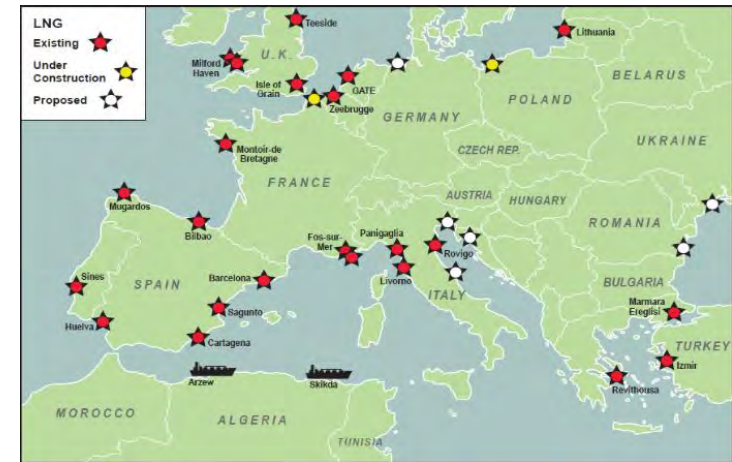 LNG
Existing
Under
Construction
Proposed
Teeside
Lithuania
U.K.
Milford
Haven
Isle of
Grain
GATE
Zeebrugge
BELARUS
POLAND
GERMANY
UKRAINE
CZECH REP.
Montoir-de
Bretagne
FRANCE
AUSTRIA
HUNGARY
ROMANIA
Mugardos
Bilbao
Fos-sur-
Mer
Panigaglia
Rovigo
Sines
SPAIN
Barcelona
Livorno
ITALY
BULGARIA
Sagunto
Marmara
Ereglisi
Huelva
Cartagena
TURKEY
Izmir
Revithousa
Arzew
Skikda
MOROCCO
ALGERIA
TUNISIA